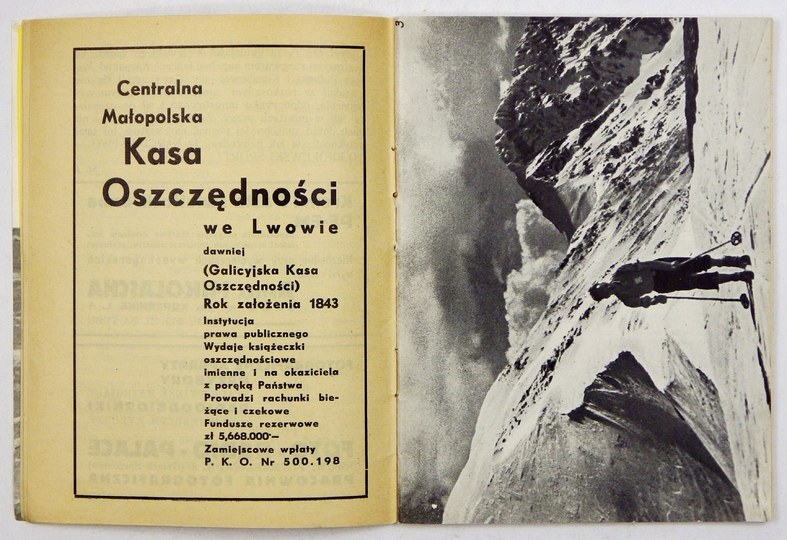 Centralna
Małopolska
Kasa
Oszczędności
we Lwowie
dawniej
(Galicyjska Kasa
Oszczędności)
Rok założenia 1843
Instytucja
prawa publicznego
Wydaje książeczki
oszczędnościowe
imienne i na okaziciela
z poręką Państwa
Prowadzi rachunki bie-
żące i czekowe
Fundusze rezerwowe
zł 5,668.000·—
Zamiejscowe wpłaty
P. K. O. Nr 500.198
3